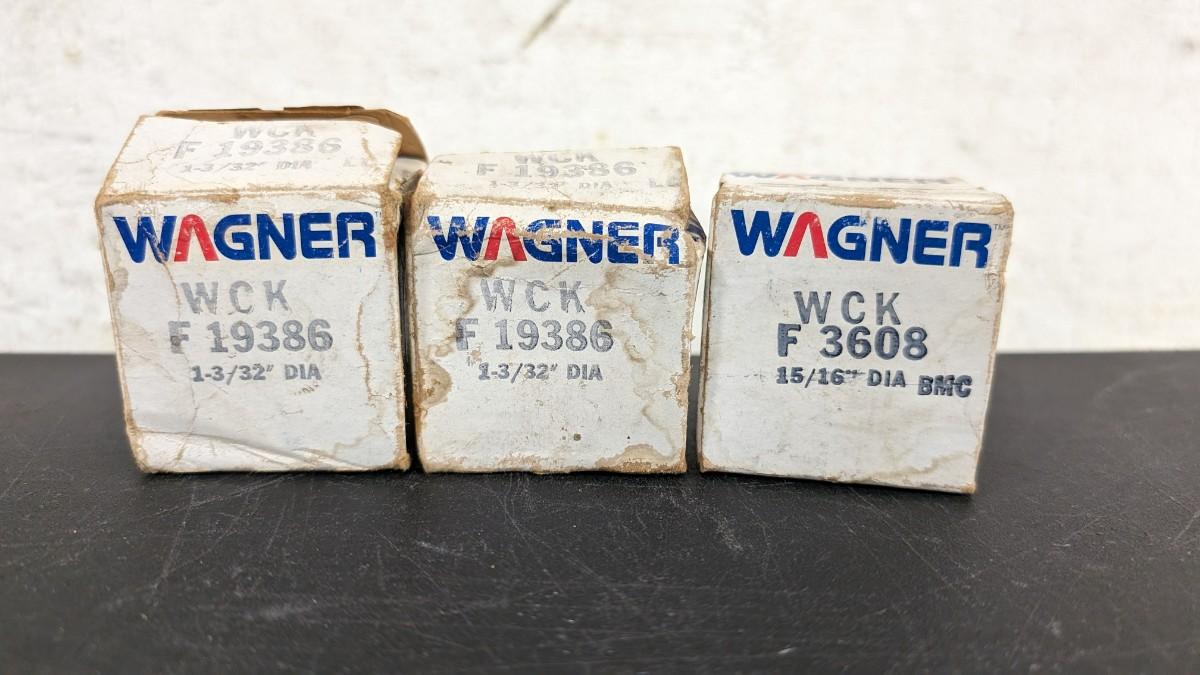 WCK
F 19386
1-3/32" DIA
WAGNER
WCK
F 19386
1-3/32" DIA
WCK
F 19386
1-3/32" DIA
WAGNER
WCK
F 19386
1-3/32" DIA
WAGNER™
WCK
F 3608
15/16" DIA BMC